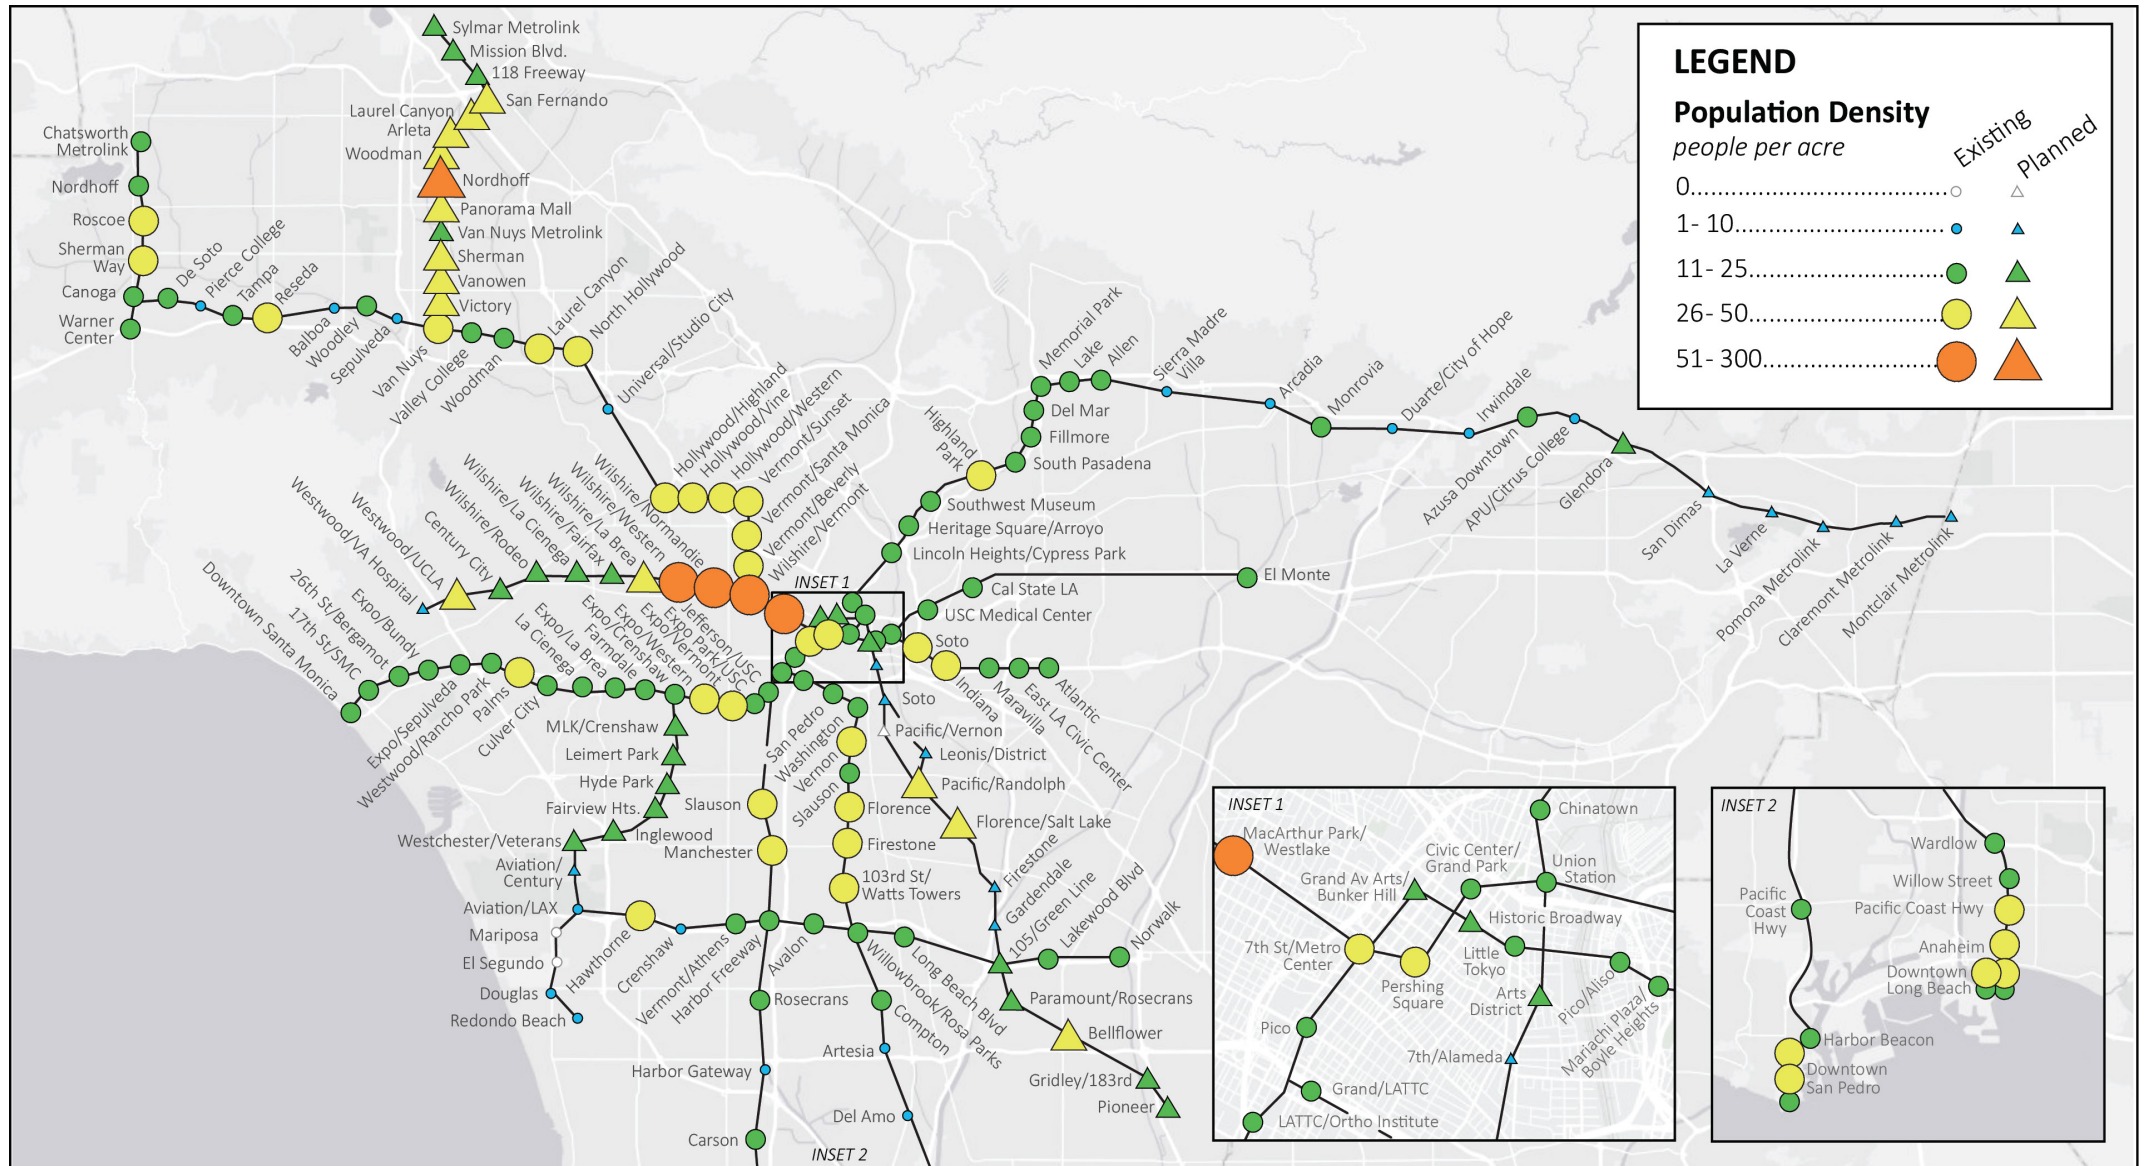 Sylmar Metrolink
Mission Blvd.
118 Freeway
San Fernando
Laurel Canyon
Arleta
Woodman
Nordhoff
Panorama Mall
Van Nuys Metrolink
Sherman
Vanowen
Victory
Chatsworth
Metrolink
Nordhoff
Roscoe
Sherman
Way
Canoga
Warner
Center
De Soto
Pierce College
Tampa
Reseda
Balboa
Woodley
Sepulveda
Van Nuys
Valley College
Woodman
Laurel Canyon
North Hollywood
Universal/Studio City
Hollywood/Highland
Hollywood/Vine
Hollywood/Western
Vermont/Sunset
Vermont/Santa Monica
Vermont/Beverly
Wilshire/Vermont
Wilshire/Normandie
Wilshire/Western
Wilshire/La Brea
Wilshire/Fairfax
Wilshire/La Cienega
Wilshire/Rodeo
Century City
Westwood/UCLA
Westwood/VA Hospital
Memorial Park
Lake
Allen
Sierra Madre
Villa
Arcadia
Monrovia
Duarte/City of Hope
Irwindale
Azusa Downtown
APU/Citrus College
Glendora
San Dimas
La Verne
Pomona Metrolink
Claremont Metrolink
Montclair Metrolink
Del Mar
Fillmore
South Pasadena
Highland
Park
Southwest Museum
Heritage Square/Arroyo
Lincoln Heights/Cypress Park
El Monte
Cal State LA
USC Medical Center
INSET 1
Soto
Indiana
Maravilla
East LA Civic Center
Atlantic
Downtown Santa Monica
17th St/SMC
26th St/Bergamot
Expo/Bundy
Expo/Sepulveda
Westwood/Rancho Park
Palms
Culver City
La Cienega
Expo/La Brea
Farmdale
Expo/Crenshaw
Expo/Western
Expo/Vermont
Expo Park/USC
Jefferson/USC
MLK/Crenshaw
Leimert Park
Hyde Park
Fairview Hts.
Inglewood
Westchester/Veterans
Aviation/
Century
Aviation/LAX
Mariposa
El Segundo
Douglas
Redondo Beach
Hawthorne
Crenshaw
Vermont/Athens
Harbor Freeway
Avalon
Willowbrook/Rosa Parks
Long Beach Blvd
105/Green Line
Lakewood Blvd
Norwalk
San Pedro
Washington
Vernon
Slauson
Florence
Firestone
103rd St/
Watts Towers
Slauson
Manchester
Soto
Pacific/Vernon
Leonis/District
Pacific/Randolph
Florence/Salt Lake
Firestone
Gardendale
Paramount/Rosecrans
Bellflower
Gridley/183rd
Pioneer
Rosecrans
Harbor Gateway
Carson
Compton
Artesia
Del Amo
INSET 2
LEGEND
Population Density
people per acre
Existing
Planned
0
1- 10
11- 25
26- 50
51- 300
INSET 1
Chinatown
MacArthur Park/
Westlake
Civic Center/
Grand Park
Union
Station
Grand Av Arts/
Bunker Hill
Historic Broadway
7th St/Metro
Center
Little
Tokyo
Pershing
Square
Arts
District
Pico/Aliso
Mariachi Plaza/
Boyle Heights
Pico
7th/Alameda
Grand/LATTC
LATTC/Ortho Institute
INSET 2
Wardlow
Willow Street
Pacific Coast Hwy
Anaheim
Downtown
Long Beach
Pacific
Coast
Hwy
Harbor Beacon
Downtown
San Pedro